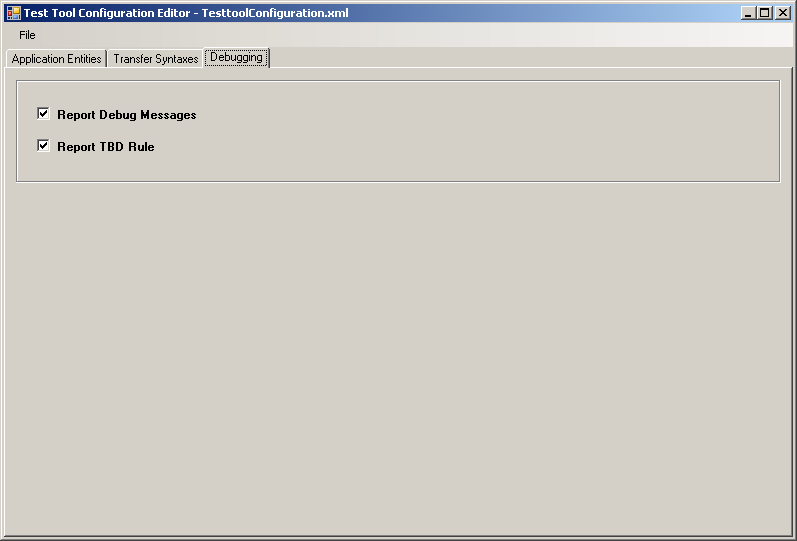 Test Tool Configuration Editor - TesttoolConfiguration.xml
File
Application Entities Transfer Syntaxes Debugging
Report Debug Messages
Report TBD Rule